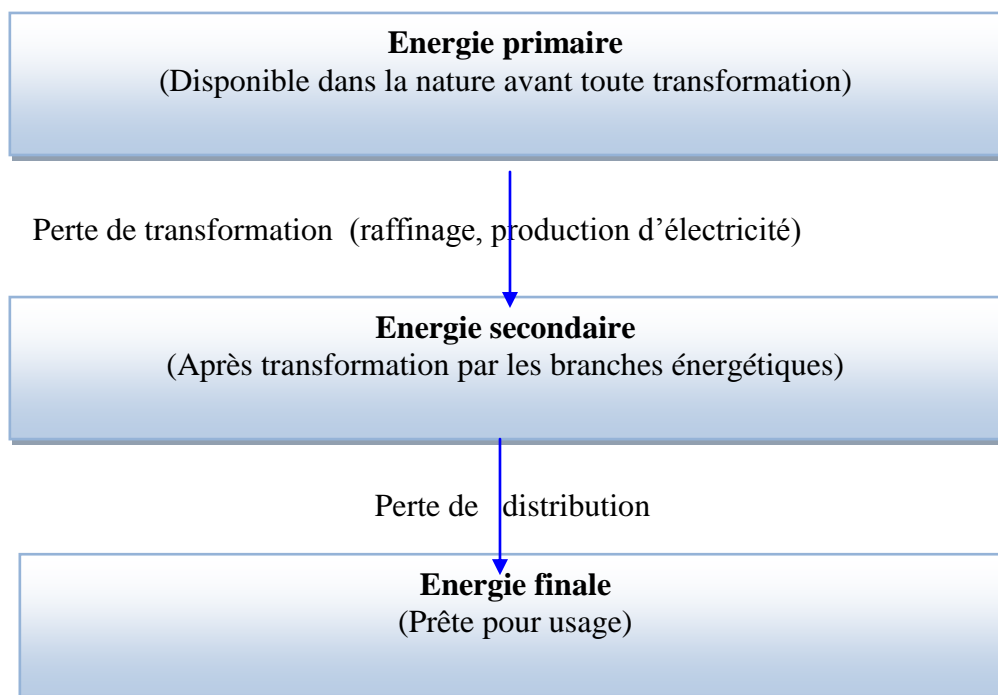 Energie primaire
(Disponible dans la nature avant toute transformation)
Perte de transformation (raffinage, production d’électricité)
Energie secondaire
(Après transformation par les branches énergétiques)
Perte de distribution
Energie finale
(Prête pour usage)